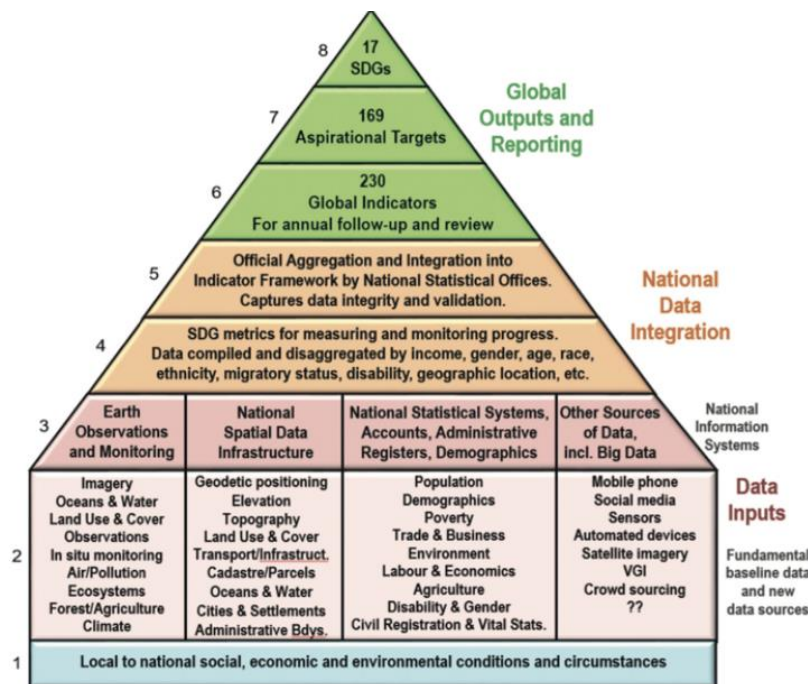 8
17
SDGs
7
169
Aspirational Targets
6
230
Global Indicators
For annual follow-up and review
Global
Outputs and
Reporting
5
Official Aggregation and Integration into
Indicator Framework by National Statistical Offices.
Captures data integrity and validation.
4
SDG metrics for measuring and monitoring progress.
Data compiled and disaggregated by income, gender, age, race,
ethnicity, migratory status, disability, geographic location, etc.
National
Data
Integration
3
Earth
Observations
and Monitoring
National
Spatial Data
Infrastructure
National Statistical Systems,
Accounts, Administrative
Registers, Demographics
Other Sources
of Data,
incl. Big Data
National
Information
Systems
2
Imagery
Oceans & Water
Land Use & Cover
Observations
In situ monitoring
Air/Pollution
Ecosystems
Forest/Agriculture
Climate
Geodetic positioning
Elevation
Topography
Land Use & Cover
Transport/Infrastruct.
Cadastre/Parcels
Oceans & Water
Cities & Settlements
Administrative Bdys.
Population
Demographics
Poverty
Trade & Business
Environment
Labour & Economics
Agriculture
Disability & Gender
Civil Registration & Vital Stats.
Mobile phone
Social media
Sensors
Automated devices
Satellite imagery
VGI
Crowd sourcing
??
Data
Inputs
Fundamental
baseline data
and new
data sources
1
Local to national social, economic and environmental conditions and circumstances